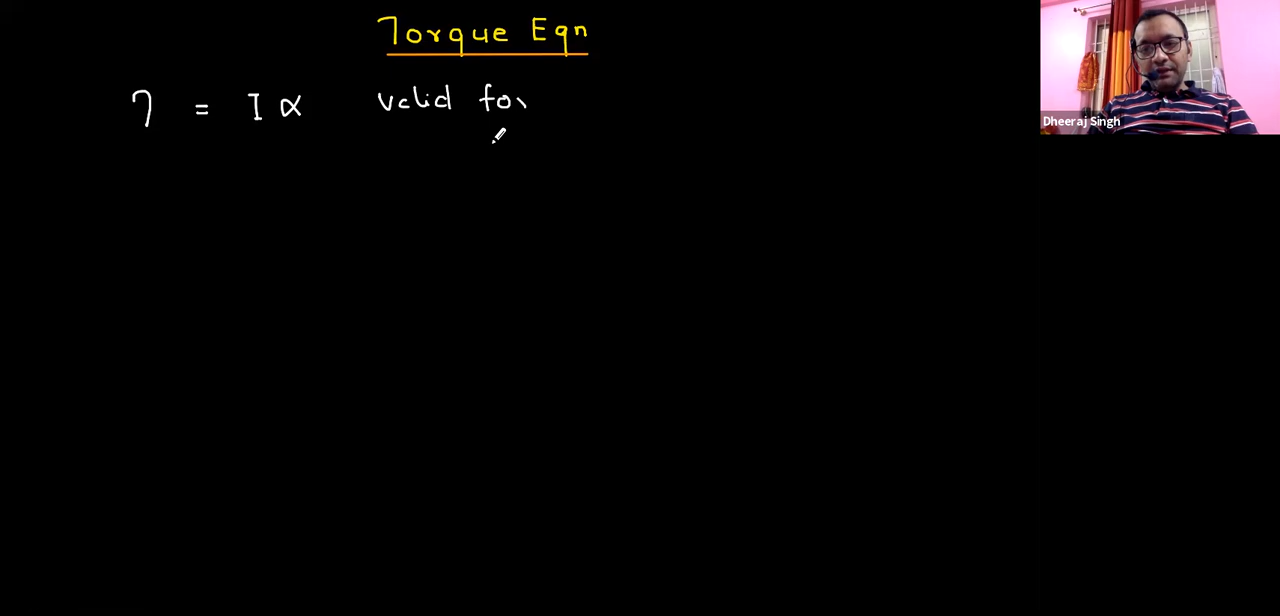 Torque Eqn
τ = I α valid for
Dheeraj Singh